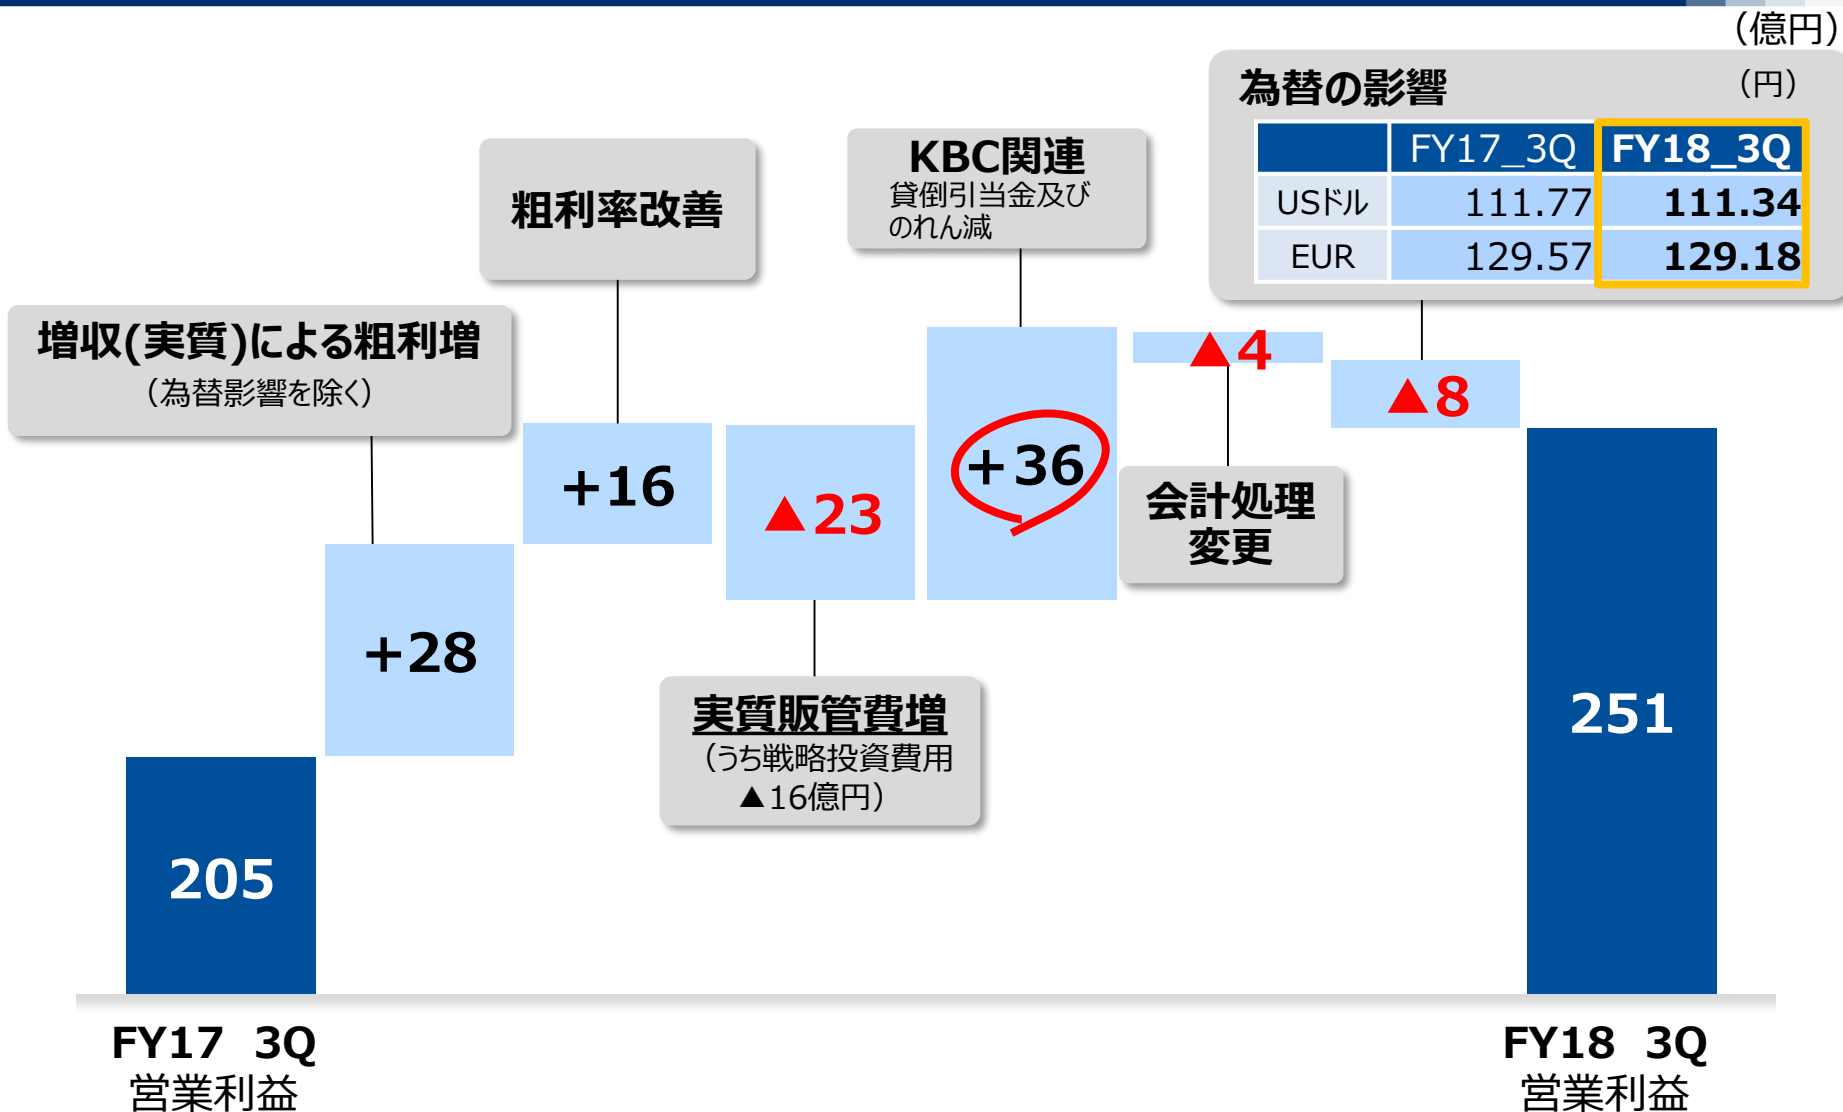 （億円）
為替の影響
（円）
FY17_3Q FY18_3Q
USドル 111.77 111.34
EUR 129.57 129.18
KBC関連
貸倒引当金及び
のれん減
粗利率改善
増収(実質)による粗利増
（為替影響を除く）
▲4
▲8
+16
▲23
+36
会計処理
変更
+28
実質販管費増
（うち戦略投資費用
▲16億円）
205
251
FY17 3Q
営業利益
FY18 3Q
営業利益